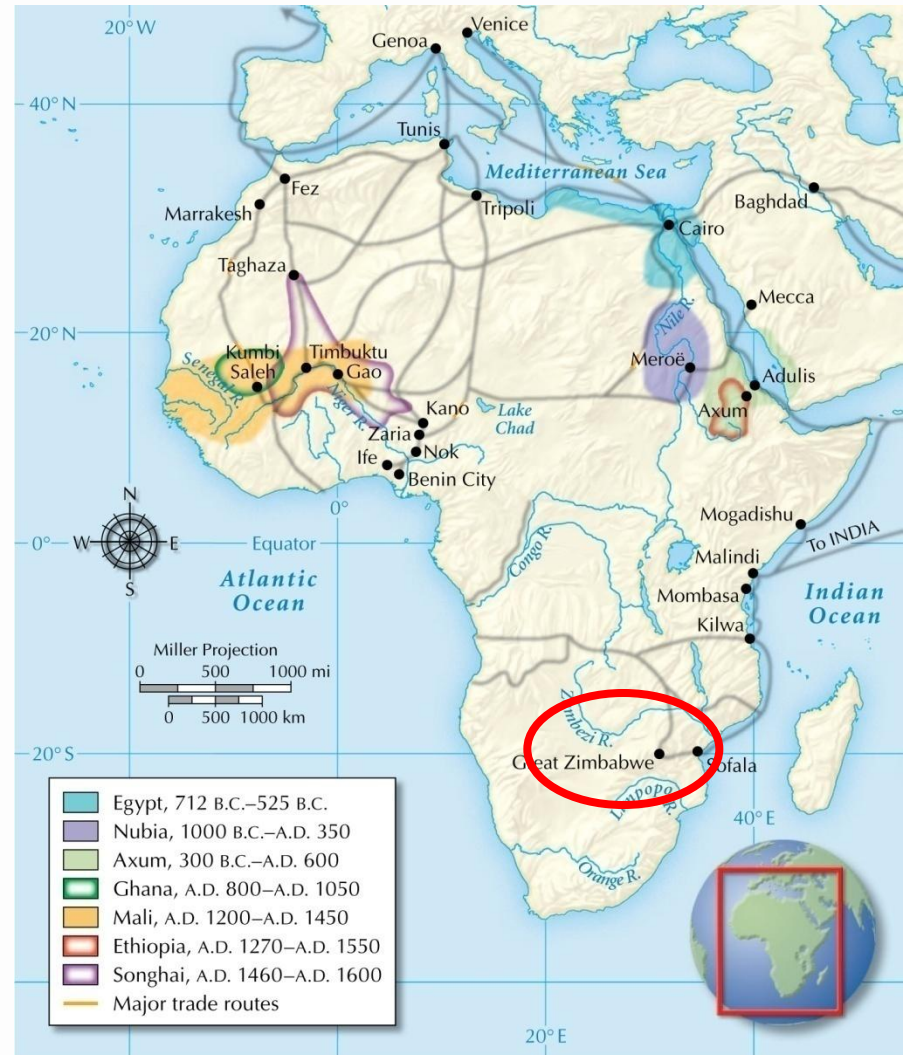 20°W
Venice
Genoa
40°N
Tunis
Mediterranean Sea
Fez
Marrakesh
Tripoli
Baghdad
Cairo
Taghaza
Mecca
20°N
Nile R.
Kumbi
Saleh
Timbuktu
Gao
Senegal R.
Niger R.
Meroë
Adulis
Axum
Kano
Lake
Chad
Zaria
Nok
Ife
Benin City
N
W
E
S
0°
Mogadishu
To INDIA
0°
Equator
Malindi
Congo R.
Atlantic
Ocean
Mombasa
Indian
Ocean
Kilwa
Miller Projection
0 500 1000 mi
0 500 1000 km
Zambezi R.
20°S
Great Zimbabwe
Sofala
Limpopo R.
40°E
Orange R.
Egypt, 712 B.C.–525 B.C.
Nubia, 1000 B.C.–A.D. 350
Axum, 300 B.C.–A.D. 600
Ghana, A.D. 800–A.D. 1050
Mali, A.D. 1200–A.D. 1450
Ethiopia, A.D. 1270–A.D. 1550
Songhai, A.D. 1460–A.D. 1600
Major trade routes
20°E